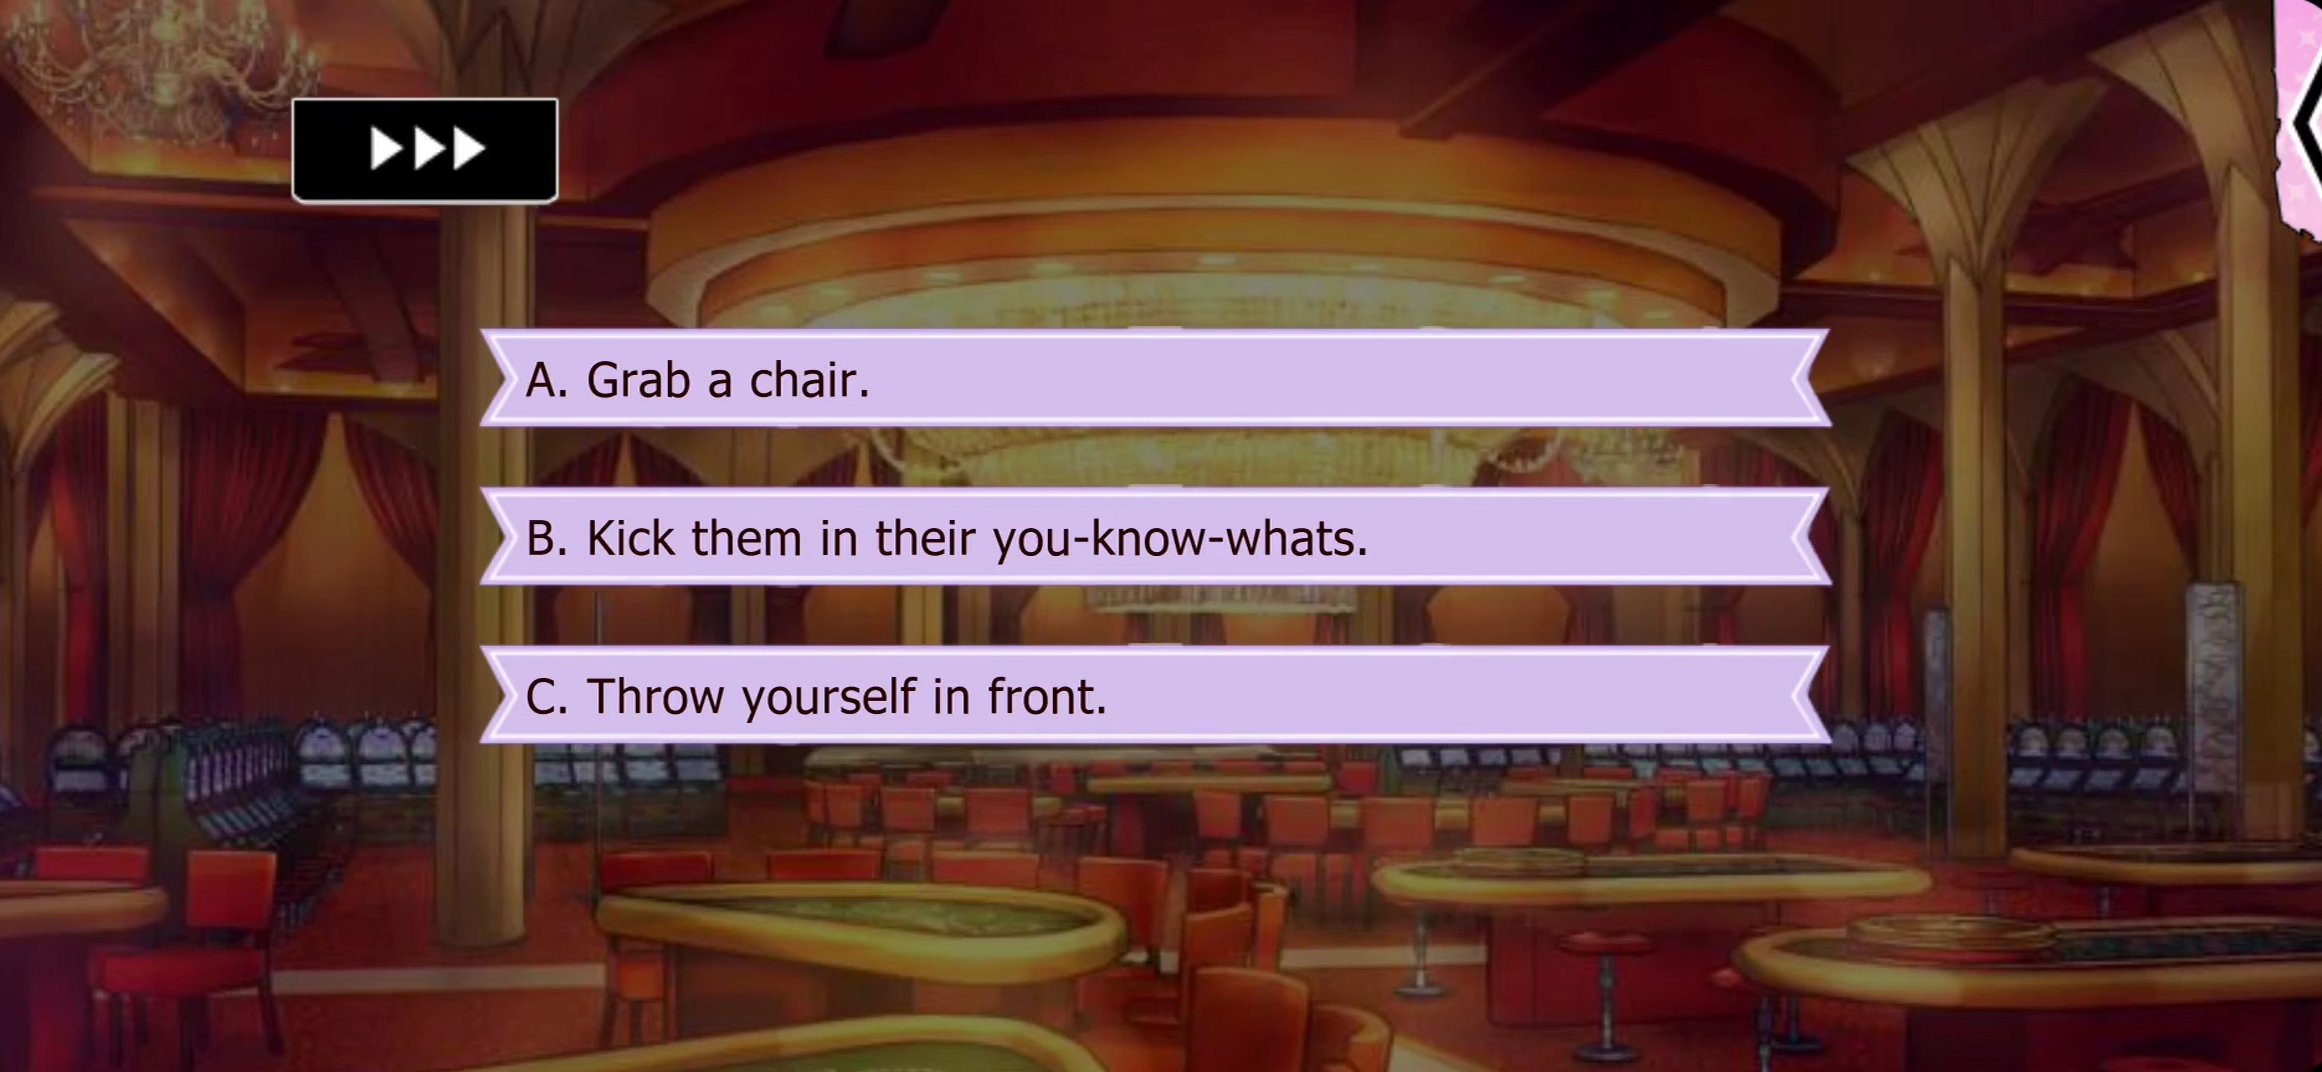 A. Grab a chair.
B. Kick them in their you-know-whats.
C. Throw yourself in front.